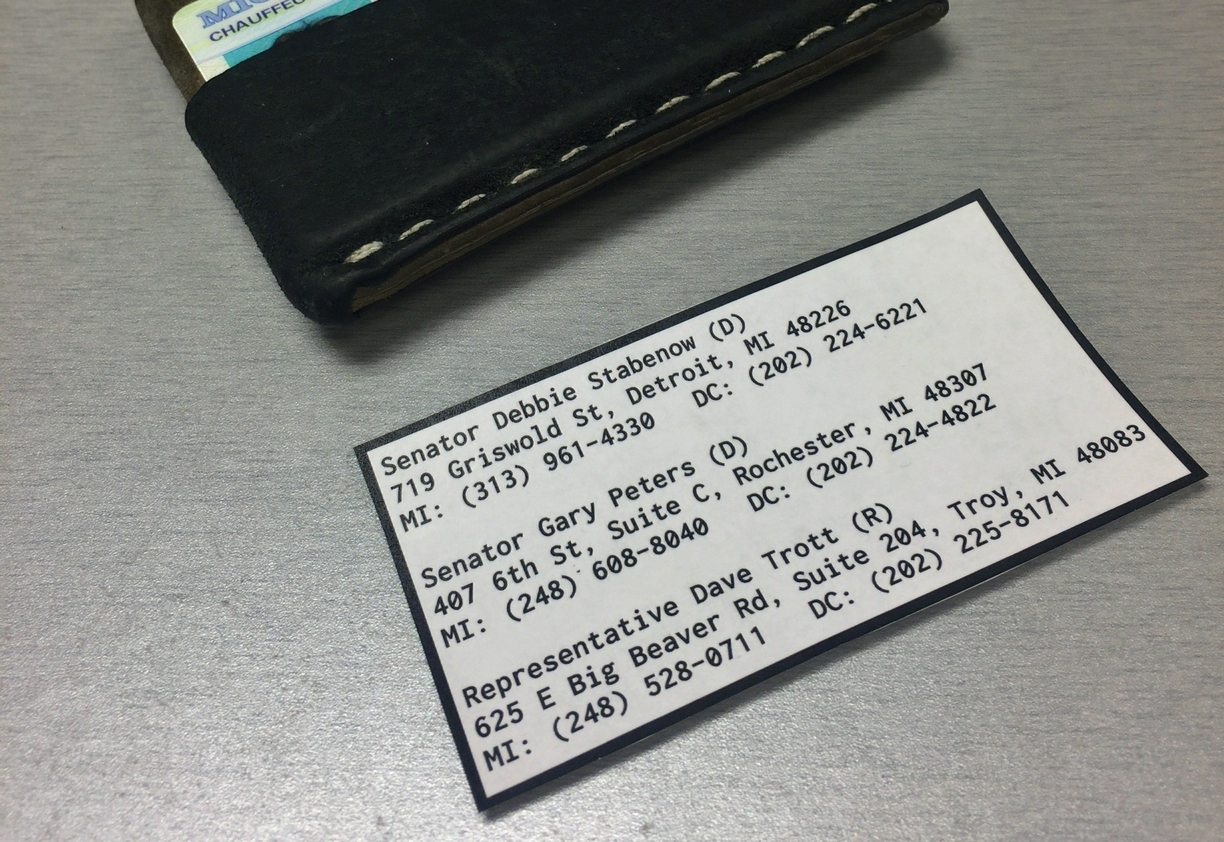 CHAUFFEU
Senator Debbie Stabenow (D)
719 Griswold St, Detroit, MI 48226
MI: (313) 961-4330 DC: (202) 224-6221
Senator Gary Peters (D)
407 6th St, Suite C, Rochester, MI 48307
MI: (248) 608-8040 DC: (202) 224-4822
Representative Dave Trott (R)
625 E Big Beaver Rd, Suite 204, Troy, MI 48083
MI: (248) 528-0711 DC: (202) 225-8171